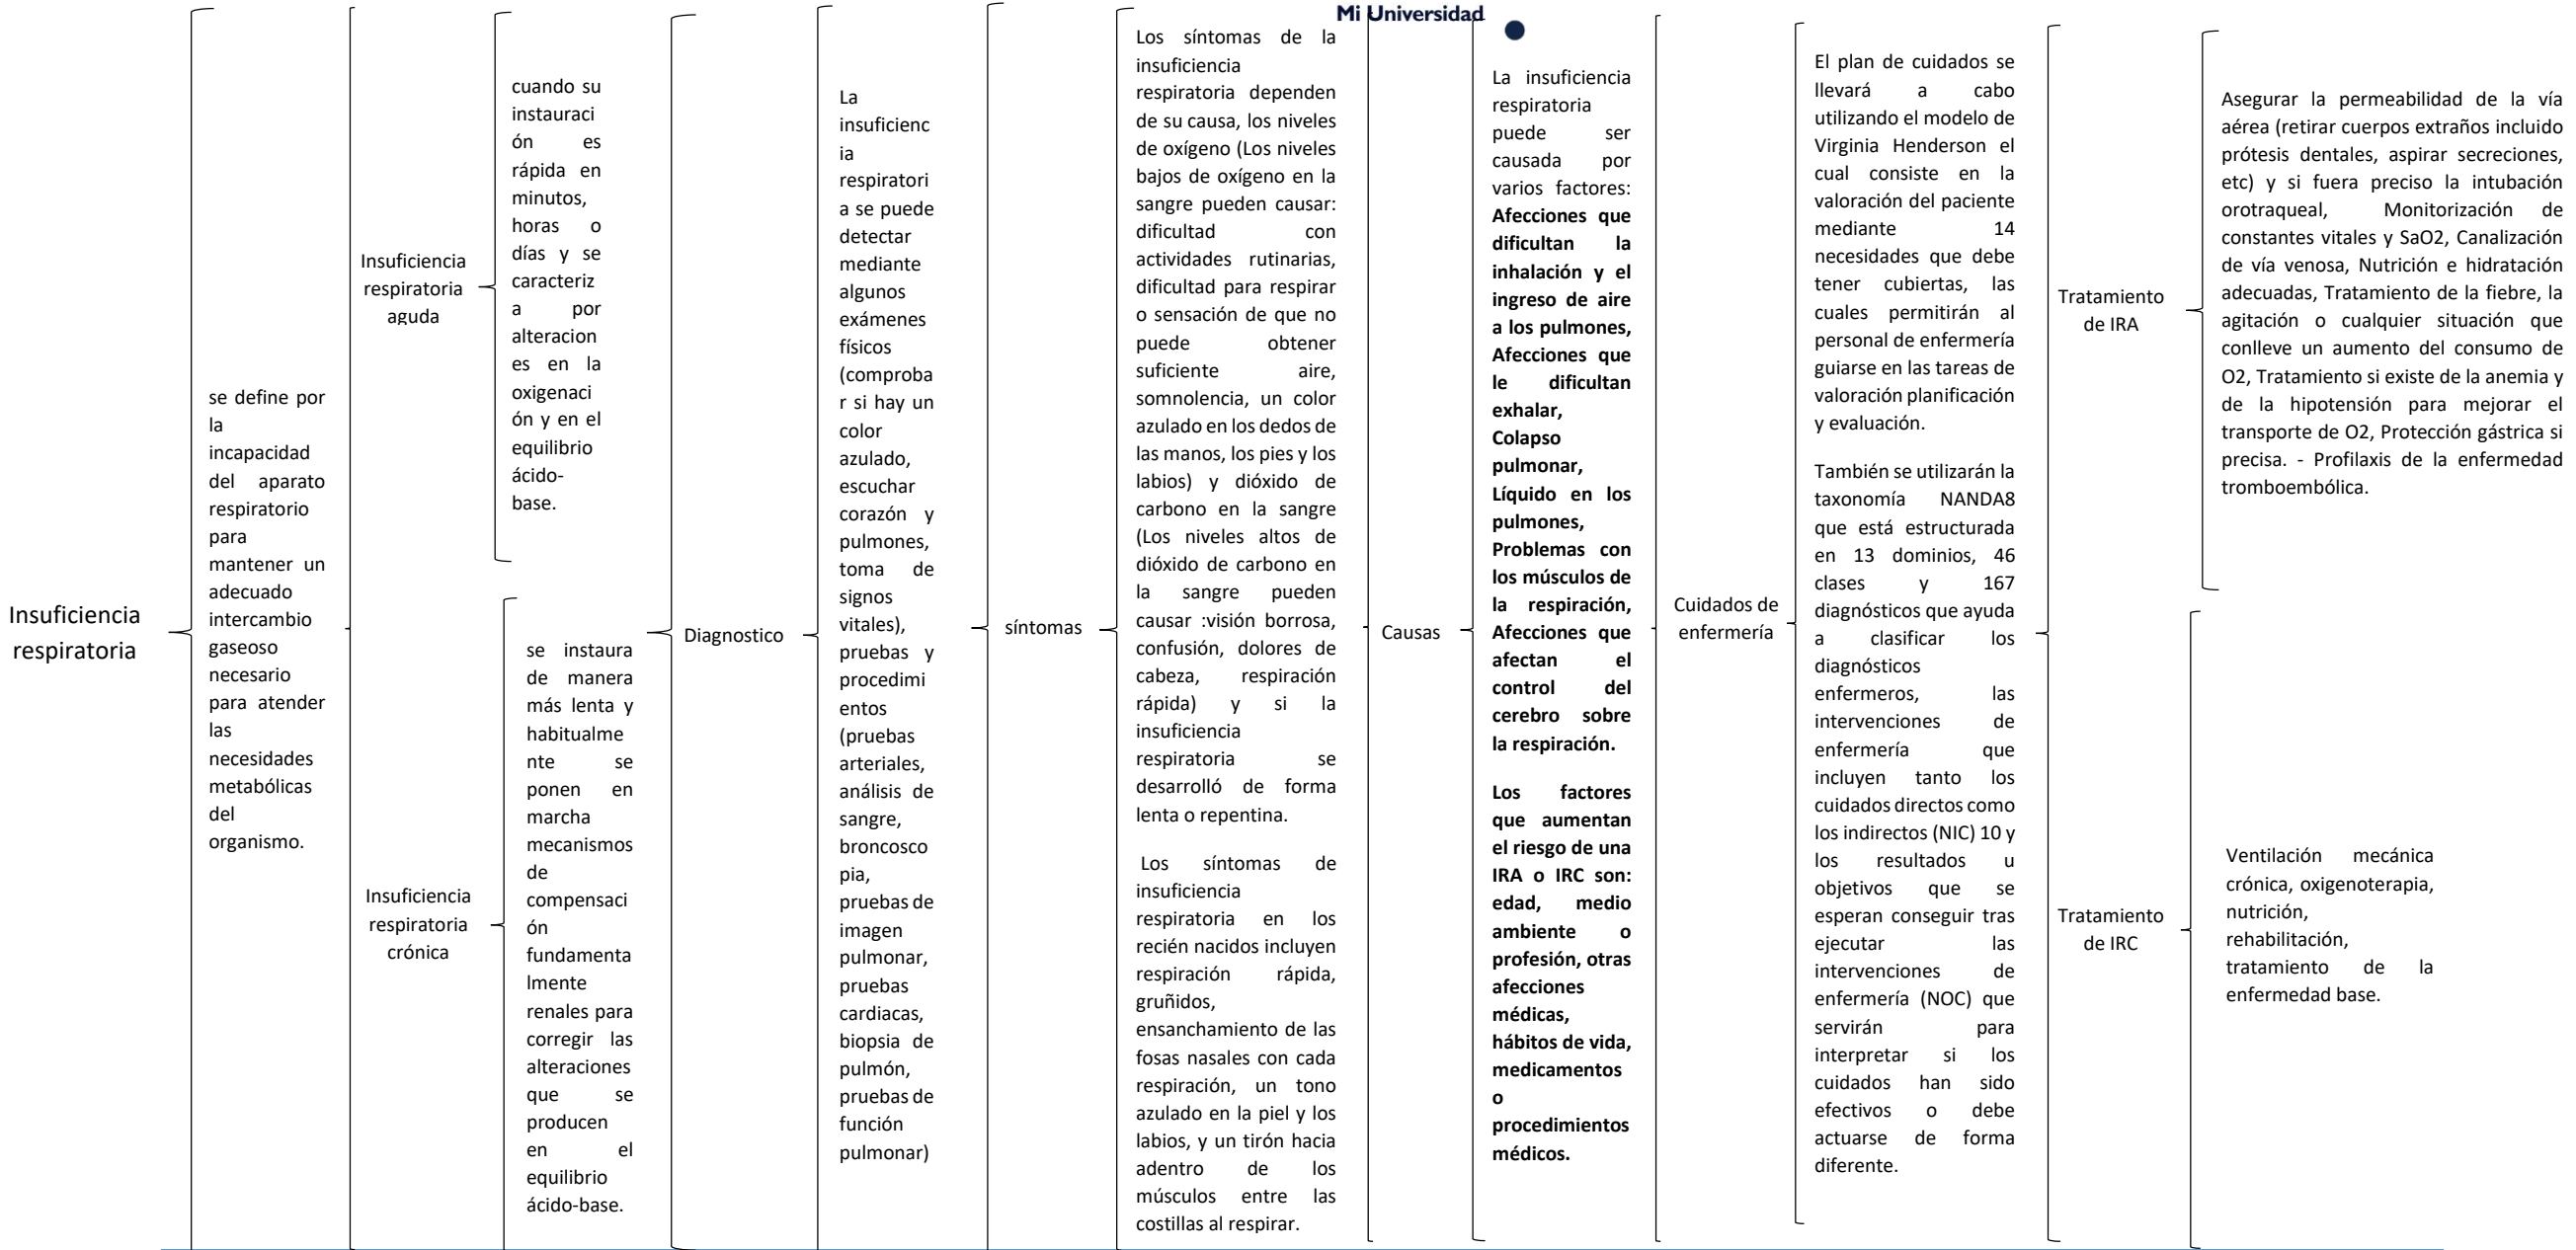 Mi Universidad
Insuficiencia
respiratoria
se define por
la
incapacidad
del aparato
respiratorio
para
mantener un
adecuado
intercambio
gaseoso
necesario
para atender
las
necesidades
metabólicas
del
organismo.
Insuficiencia
respiratoria
aguda
cuando su
instauraci
ón es
rápida en
minutos,
horas o
días y se
caracteriz
a por
alteracion
es en la
oxigenaci
ón y en el
equilibrio
ácido-
base.
Insuficiencia
respiratoria
crónica
se instaura
de manera
más lenta y
habitualme
nte se
ponen en
marcha
mecanismos
de
compensaci
ón
fundamenta
lmente
renales para
corregir las
alteraciones
que se
producen
en el
equilibrio
ácido-base.
Diagnostico
La
insuficienc
ia
respiratori
a se puede
detectar
mediante
algunos
exámenes
físicos
(comproba
r si hay un
color
azulado,
escuchar
corazón y
pulmones,
toma de
signos
vitales),
pruebas y
procedimi
entos
(pruebas
arteriales,
análisis de
sangre,
broncosco
pia,
pruebas de
imagen
pulmonar,
pruebas
cardiacas,
biopsia de
pulmón,
pruebas de
función
pulmonar)
síntomas
Los síntomas de la
insuficiencia
respiratoria dependen
de su causa, los niveles
de oxígeno (Los niveles
bajos de oxígeno en la
sangre pueden causar:
dificultad con
actividades rutinarias,
dificultad para respirar
o sensación de que no
puede obtener
suficiente aire,
somnolencia, un color
azulado en los dedos de
las manos, los pies y los
labios) y dióxido de
carbono en la sangre
(Los niveles altos de
dióxido de carbono en
la sangre pueden
causar :visión borrosa,
confusión, dolores de
cabeza, respiración
rápida) y si la
insuficiencia
respiratoria se
desarrolló de forma
lenta o repentina.
Los síntomas de
insuficiencia
respiratoria en los
recién nacidos incluyen
respiración rápida,
gruñidos,
ensanchamiento de las
fosas nasales con cada
respiración, un tono
azulado en la piel y los
labios, y un tirón hacia
adentro de los
músculos entre las
costillas al respirar.
Causas
La insuficiencia
respiratoria
puede ser
causada por
varios factores:
Afecciones que
dificultan la
inhalación y el
ingreso de aire
a los pulmones,
Afecciones que
le dificultan
exhalar,
Colapso
pulmonar,
Líquido en los
pulmones,
Problemas con
los músculos de
la respiración,
Afecciones que
afectan el
control del
cerebro sobre
la respiración.
Los factores
que aumentan
el riesgo de una
IRA o IRC son:
edad, medio
ambiente o
profesión, otras
afecciones
médicas,
hábitos de vida,
medicamentos
o
procedimientos
médicos.
Cuidados de
enfermería
El plan de cuidados se
llevará a cabo
utilizando el modelo de
Virginia Henderson el
cual consiste en la
valoración del paciente
mediante 14
necesidades que debe
tener cubiertas, las
cuales permitirán al
personal de enfermería
guiarse en las tareas de
valoración planificación
y evaluación.
También se utilizarán la
taxonomía NANDA8
que está estructurada
en 13 dominios, 46
clases y 167
diagnósticos que ayuda
a clasificar los
diagnósticos
enfermeros, las
intervenciones de
enfermería que
incluyen tanto los
cuidados directos como
los indirectos (NIC) 10 y
los resultados u
objetivos que se
esperan conseguir tras
ejecutar las
intervenciones de
enfermería (NOC) que
servirán para
interpretar si los
cuidados han sido
efectivos o debe
actuarse de forma
diferente.
Tratamiento
de IRA
Asegurar la permeabilidad de la vía
aérea (retirar cuerpos extraños incluido
prótesis dentales, aspirar secreciones,
etc) y si fuera preciso la intubación
orotraqueal, Monitorización de
constantes vitales y SaO2, Canalización
de vía venosa, Nutrición e hidratación
adecuadas, Tratamiento de la fiebre, la
agitación o cualquier situación que
conlleve un aumento del consumo de
O2, Tratamiento si existe de la anemia y
de la hipotensión para mejorar el
transporte de O2, Protección gástrica si
precisa. - Profilaxis de la enfermedad
tromboembólica.
Tratamiento
de IRC
Ventilación mecánica
crónica, oxigenoterapia,
nutrición,
rehabilitación,
tratamiento de la
enfermedad base.